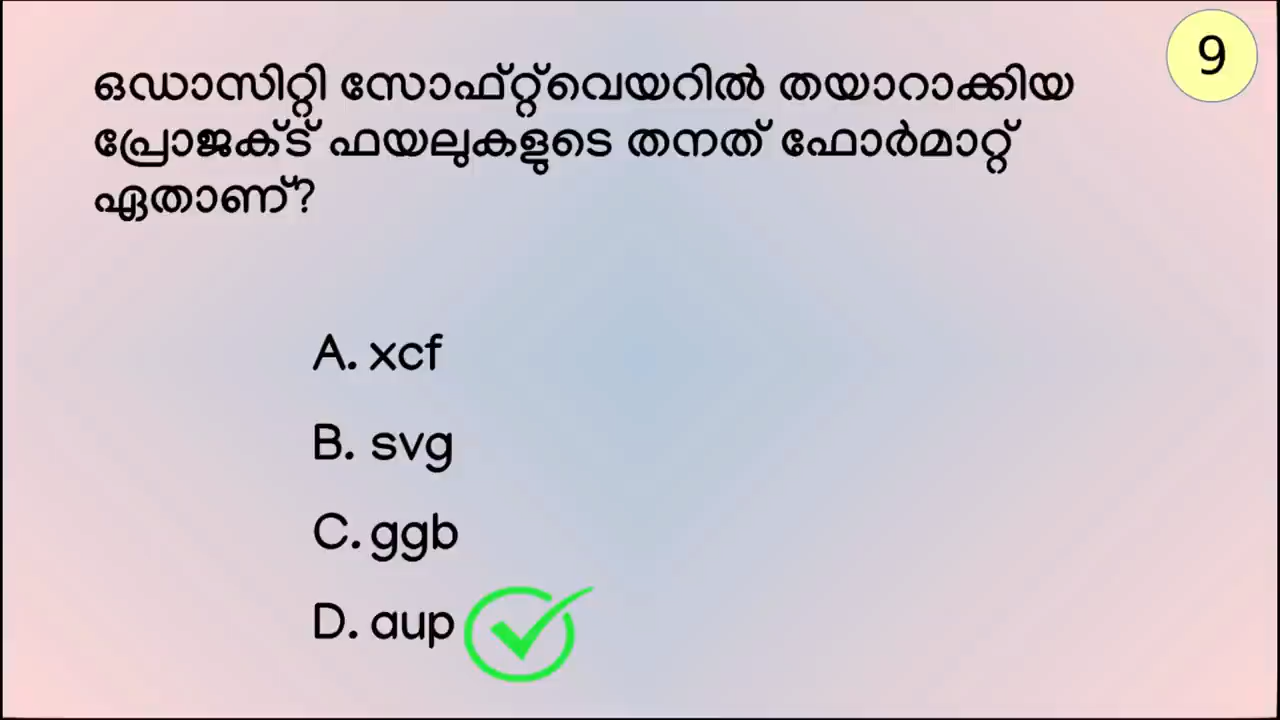 9
ഒഡാസിറ്റി സോഫ്റ്റ്‌വെയറിൽ തയാറാക്കിയ
പ്രോജക്ട് ഫയലുകളുടെ തനത് ഫോർമാറ്റ്
ഏതാണ്?
A. xcf
B. svg
C. ggb
D. aup